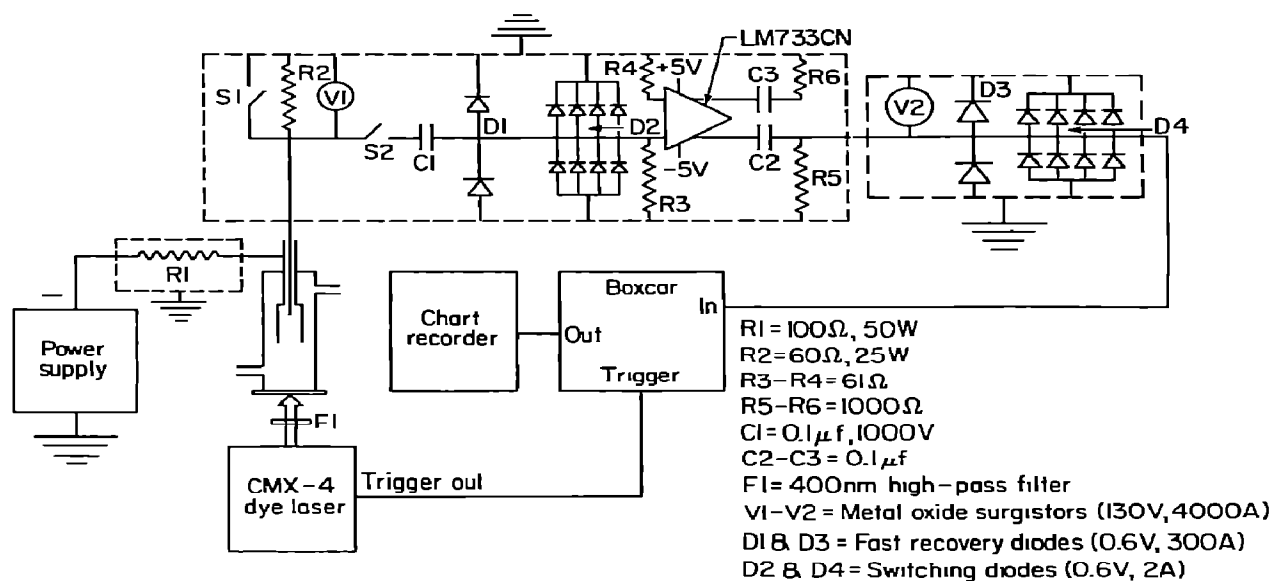 LM733CN
R2
V1
S1
S2
C1
D1
D2
R4
+5V
-5V
R3
C3
C2
R6
R5
V2
D3
D4
R1
−
Power
supply
Chart
recorder
Boxcar
In
Out
Trigger
F1
CMX-4
dye laser
Trigger out
R1=100Ω, 50W
R2=60Ω, 25W
R3-R4=61Ω
R5-R6=1000Ω
C1=0.1μf, 1000V
C2-C3=0.1μf
F1=400nm high-pass filter
V1-V2=Metal oxide surgistors (130V, 4000A)
D1 & D3=Fast recovery diodes (0.6V, 300A)
D2 & D4=Switching diodes (0.6V, 2A)